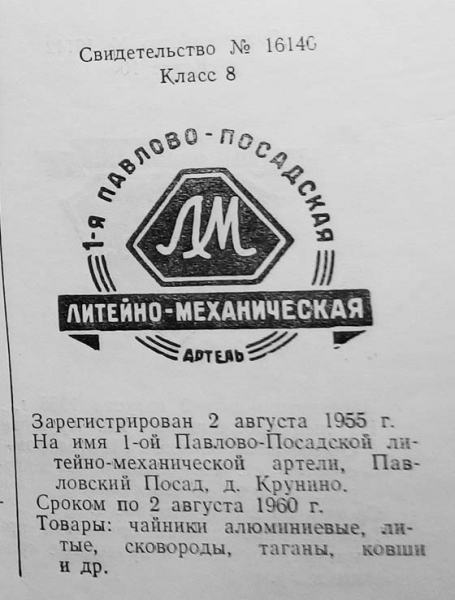 Свидетельство № 16140
Класс 8
1-я ПАВЛОВО-ПОСАДСКАЯ
ЛМ
ЛИТЕЙНО-МЕХАНИЧЕСКАЯ
АРТЕЛЬ
Зарегистрирован 2 августа 1955 г.
На имя 1-ой Павлово-Посадской ли-
тейно-механической артели, Пав-
ловский Посад, д. Крунино.
Сроком по 2 августа 1960 г.
Товары: чайники алюминиевые, ли-
тые, сковороды, таганы, ковши
и др.